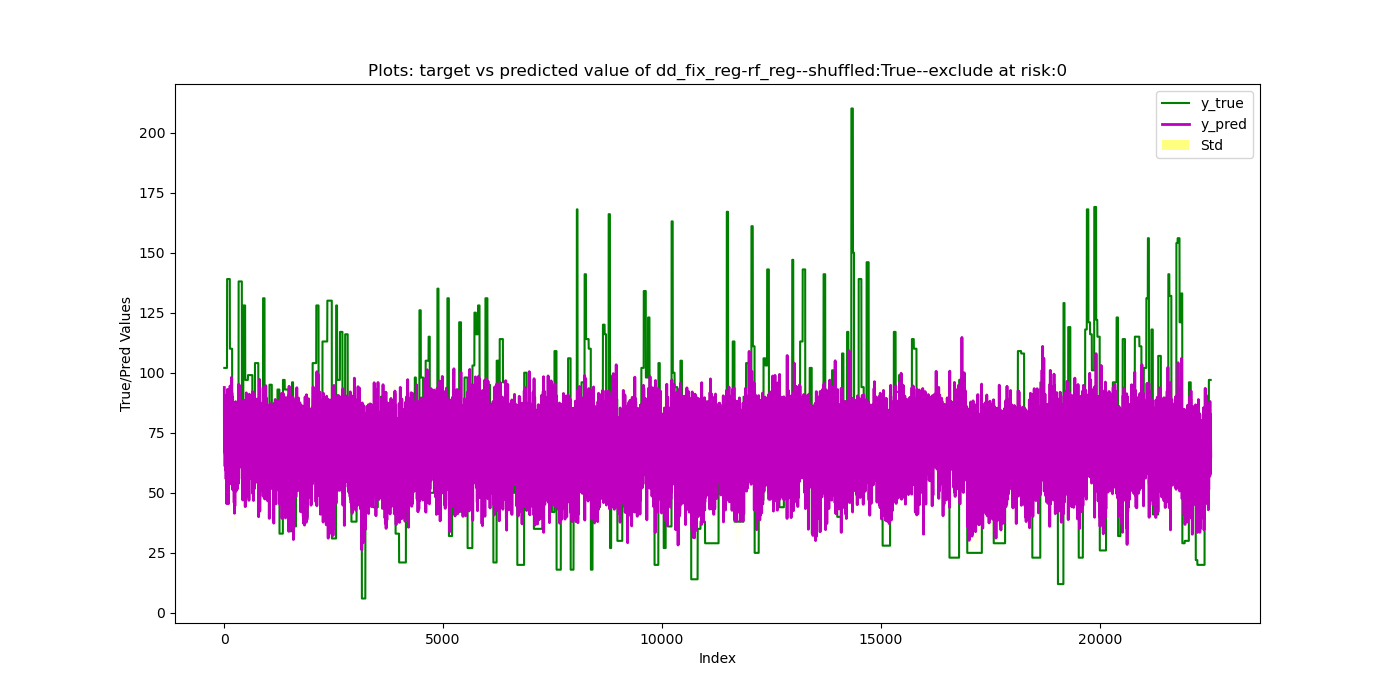 Plots: target vs predicted value of dd_fix_reg-rf_reg--shuffled:True--exclude at risk:0
y_true
y_pred
Std
200
175
150
125
100
75
50
25
0
True/Pred Values
0 5000 10000 15000 20000
Index